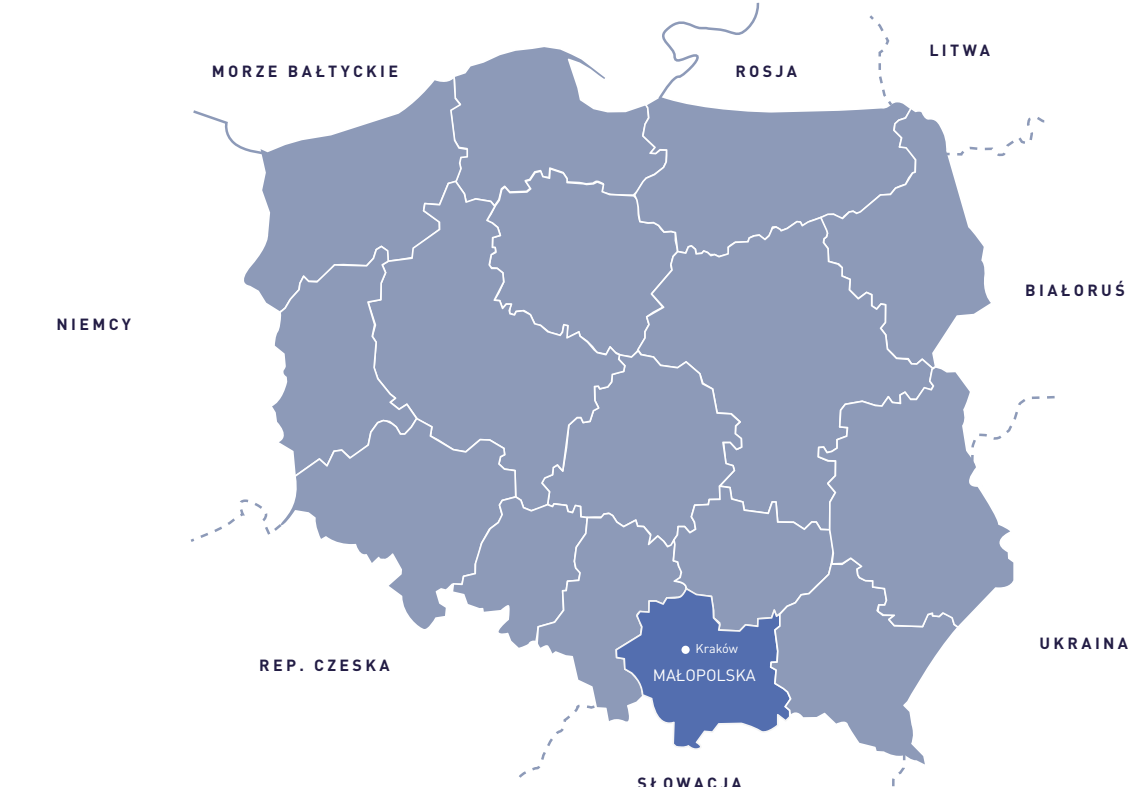 LITWA
MORZE BAŁTYCKIE
ROSJA
BIAŁORUŚ
NIEMCY
UKRAINA
Kraków
REP. CZESKA
MAŁOPOLSKA
SŁOWACJA